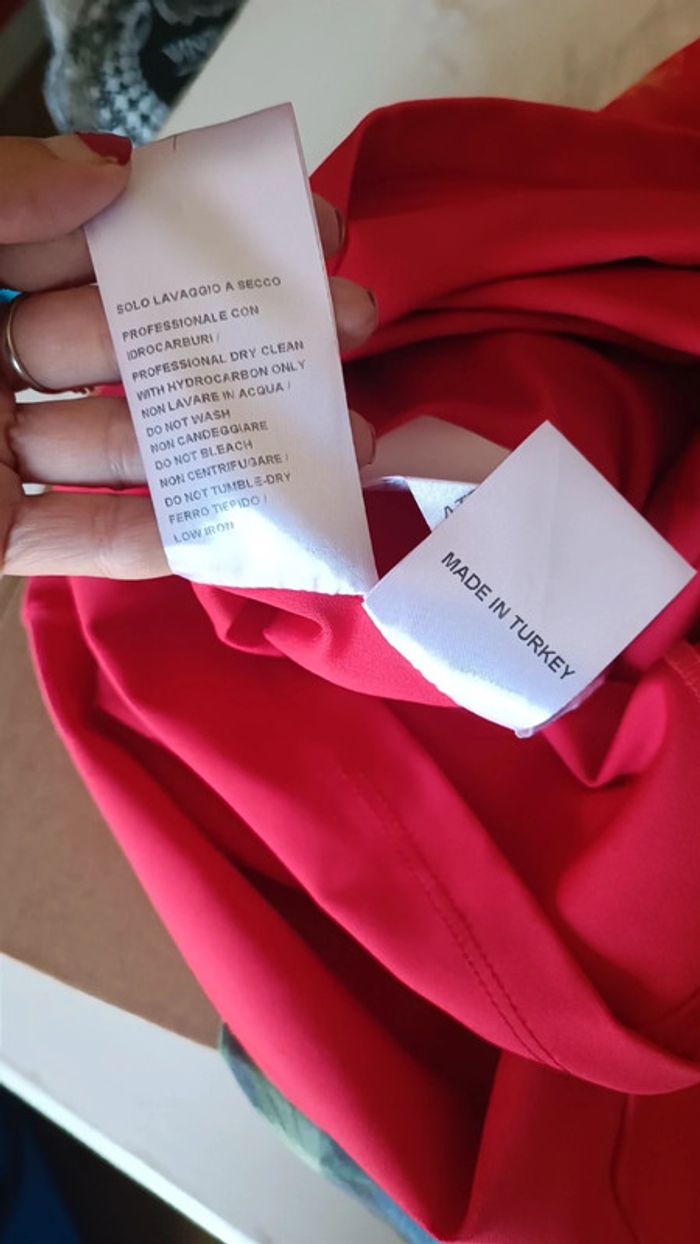 SOLO LAVAGGIO A SECCO
PROFESSIONALE CON
IDROCARBURI /
PROFESSIONAL DRY CLEAN
WITH HYDROCARBON ONLY
NON LAVARE IN ACQUA /
DO NOT WASH
NON CANDEGGIARE
DO NOT BLEACH
NON CENTRIFUGARE /
DO NOT TUMBLE-DRY
FERRO TIEPIDO /
LOW IRON
MADE IN TURKEY